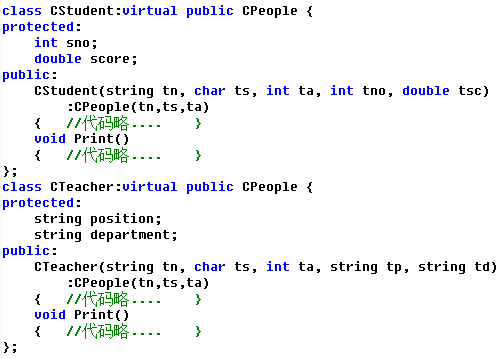 class CStudent:virtual public CPeople {
protected:
    int sno;
    double score;
public:
    CStudent(string tn, char ts, int ta, int tno, double tsc)
        :CPeople(tn,ts,ta)
    {   //代码略....    }
    void Print()
    {   //代码略....    }
};
class CTeacher:virtual public CPeople {
protected:
    string position;
    string department;
public:
    CTeacher(string tn, char ts, int ta, string tp, string td)
        :CPeople(tn,ts,ta)
    {   //代码略....    }
    void Print()
    {   //代码略....    }
};